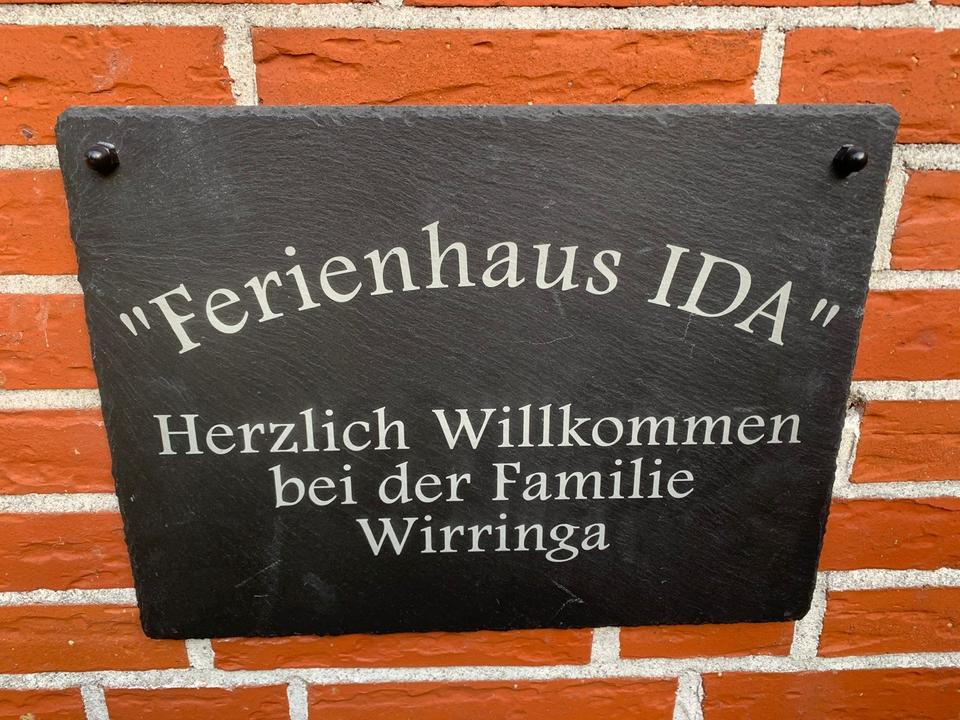 "Ferienhaus IDA"
Herzlich Willkommen
bei der Familie
Wirringa